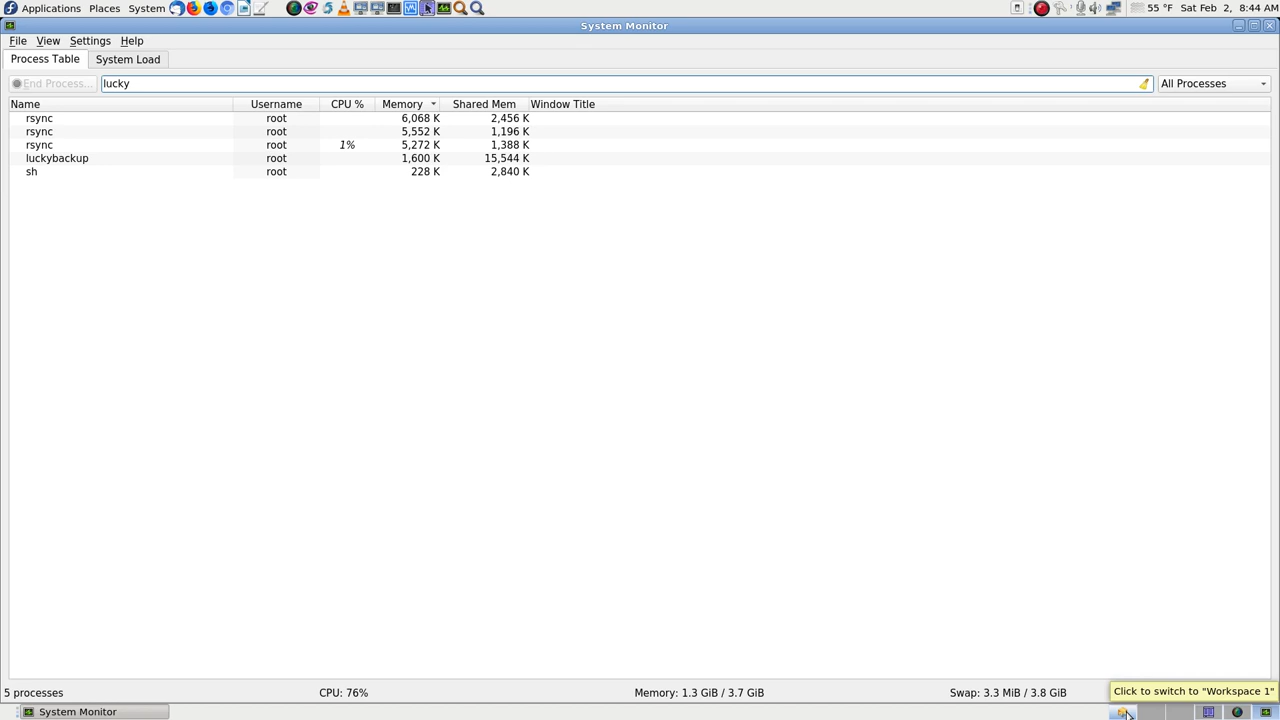 Applications Places System 55 °F Sat Feb 2, 8:44 AM
System Monitor
File View Settings Help
Process Table System Load
End Process... lucky All Processes
Name Username CPU % Memory Shared Mem Window Title
rsync root 6,068 K 2,456 K
rsync root 5,552 K 1,196 K
rsync root 1% 5,272 K 1,388 K
luckybackup root 1,600 K 15,544 K
sh root 228 K 2,840 K
5 processes CPU: 76% Memory: 1.3 GiB / 3.7 GiB Swap: 3.3 MiB / 3.8 GiB Click to switch to "Workspace 1"
System Monitor